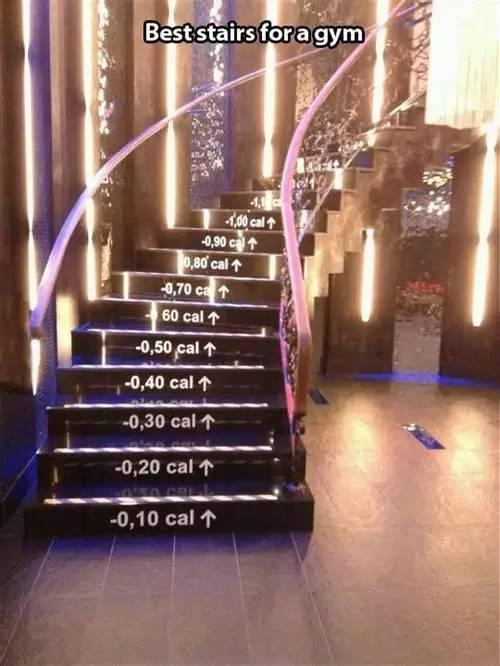 Best stairs for a gym
-1,00 cal ↑
-0,90 cal ↑
-0,80 cal ↑
-0,70 cal ↑
-0,60 cal ↑
-0,50 cal ↑
-0,40 cal ↑
-0,30 cal ↑
-0,20 cal ↑
-0,10 cal ↑